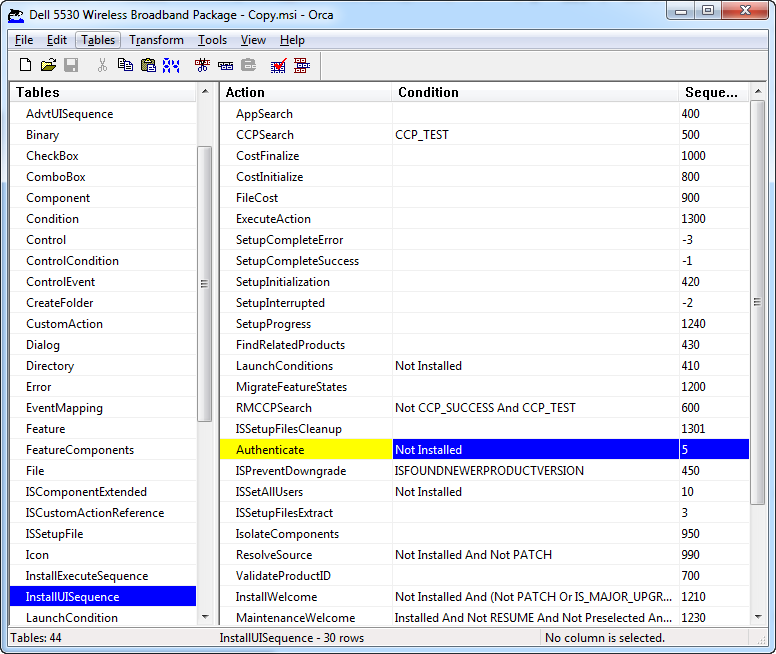 Dell 5530 Wireless Broadband Package - Copy.msi - Orca
File Edit Tables Transform Tools View Help
Tables
AdvtUISequence
Binary
CheckBox
ComboBox
Component
Condition
Control
ControlCondition
ControlEvent
CreateFolder
CustomAction
Dialog
Directory
Error
EventMapping
Feature
FeatureComponents
File
ISComponentExtended
ISCustomActionReference
ISSetupFile
Icon
InstallExecuteSequence
InstallUISequence
LaunchCondition
Action Condition Seque...
AppSearch 400
CCPSearch CCP_TEST 500
CostFinalize 1000
CostInitialize 800
FileCost 900
ExecuteAction 1300
SetupCompleteError -3
SetupCompleteSuccess -1
SetupInitialization 420
SetupInterrupted -2
SetupProgress 1240
FindRelatedProducts 430
LaunchConditions Not Installed 410
MigrateFeatureStates 1200
RMCCPSearch Not CCP_SUCCESS And CCP_TEST 600
ISSetupFilesCleanup 1301
Authenticate Not Installed 5
ISPreventDowngrade ISFOUNDNEWERPRODUCTVERSION 450
ISSetAllUsers Not Installed 10
ISSetupFilesExtract 3
IsolateComponents 950
ResolveSource Not Installed And Not PATCH 990
ValidateProductID 700
InstallWelcome Not Installed And (Not PATCH Or IS_MAJOR_UPGR... 1210
MaintenanceWelcome Installed And Not RESUME And Not Preselected An... 1230
Tables: 44 InstallUISequence - 30 rows No column is selected.